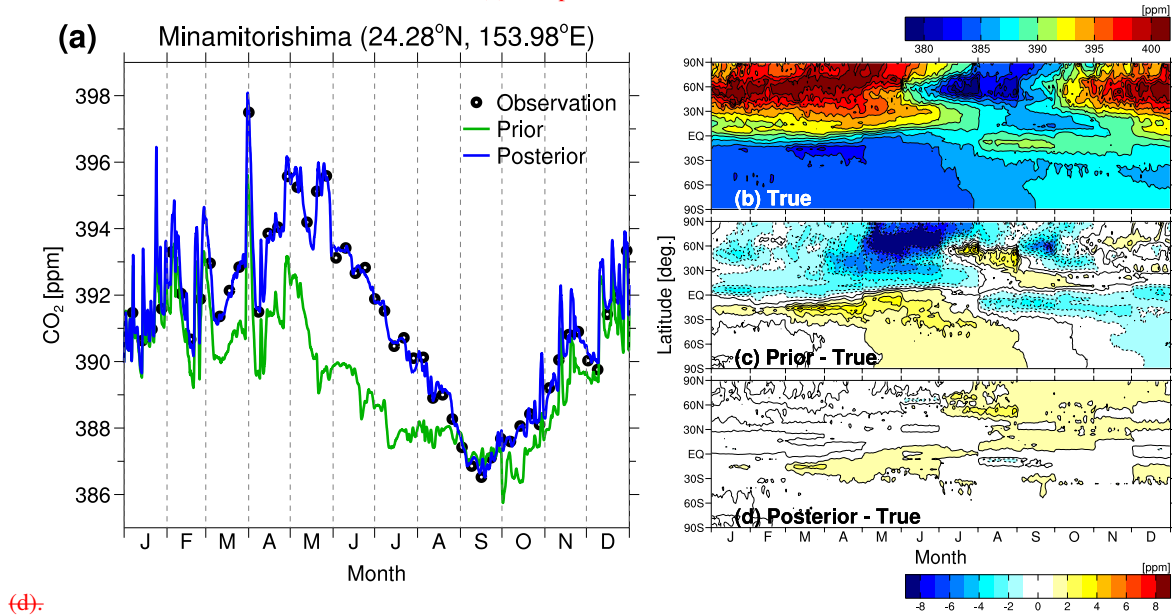 (a)
Minamitorishima (24.28°N, 153.98°E)
398
396
394
393
392
390
388
386
CO2 [ppm]
Observation
Prior
Posterior
J F M A M J J A S O N D
Month
[ppm]
380 385 390 395 400
90N
60N
30N
EQ
30S
60S
90S
(b) True
90N
60N
30N
EQ
30S
60S
90S
Latitude [deg.]
(c) Prior - True
90N
60N
30N
EQ
30S
60S
90S
(d) Posterior - True
J F M A M J J A S O N D
Month
[ppm]
-8 -6 -4 -2 -1 0 1 2 4 6 8
(d).